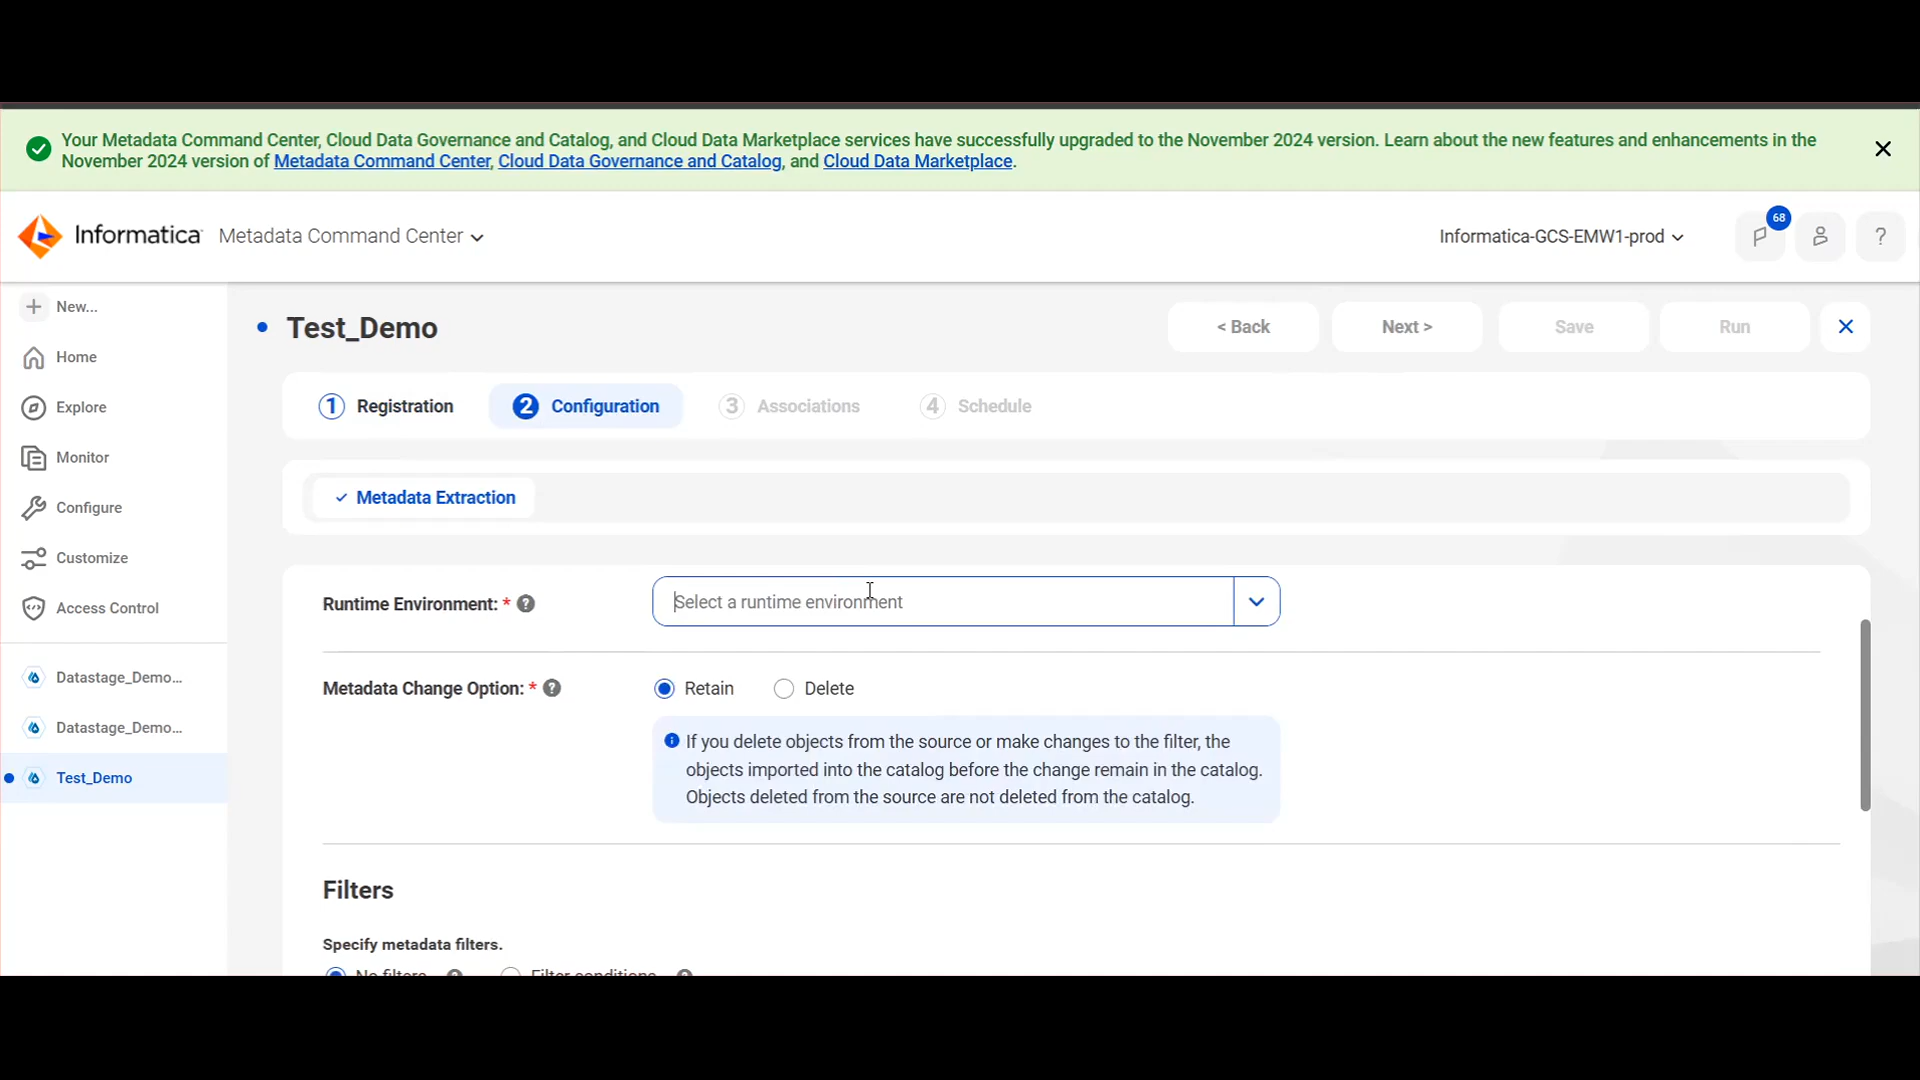 Your Metadata Command Center, Cloud Data Governance and Catalog, and Cloud Data Marketplace services have successfully upgraded to the November 2024 version. Learn about the new features and enhancements in the
November 2024 version of Metadata Command Center, Cloud Data Governance and Catalog, and Cloud Data Marketplace.
Informatica Metadata Command Center
Informatica-GCS-EMW1-prod
68
?
New...
Home
Explore
Monitor
Configure
Customize
Access Control
Datastage_Demo...
Datastage_Demo...
Test_Demo
Test_Demo
< Back Next > Save Run
1 Registration 2 Configuration 3 Associations 4 Schedule
Metadata Extraction
Runtime Environment: * ? Select a runtime environment
Metadata Change Option: * ? Retain Delete
If you delete objects from the source or make changes to the filter, the
objects imported into the catalog before the change remain in the catalog.
Objects deleted from the source are not deleted from the catalog.
Filters
Specify metadata filters.
No filters ? Filter conditions ?